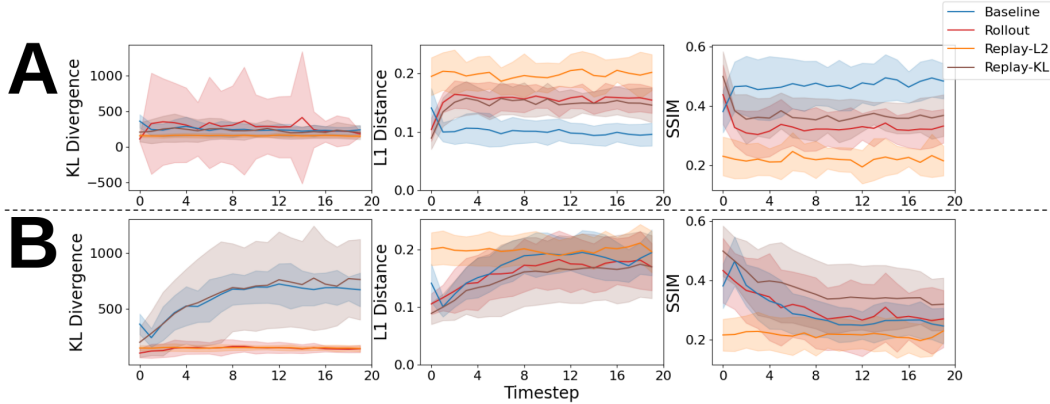 Baseline
Rollout
Replay-L2
Replay-KL
A
KL Divergence
1000
500
0
−500
0 4 8 12 16 20
L1 Distance
0.2
0.1
0.0
0 4 8 12 16 20
SSIM
0.6
0.4
0.2
0 4 8 12 16 20
B
KL Divergence
1000
500
0 4 8 12 16 20
L1 Distance
0.2
0.1
0.0
0 4 8 12 16 20
SSIM
0.6
0.4
0.2
0 4 8 12 16 20
Timestep